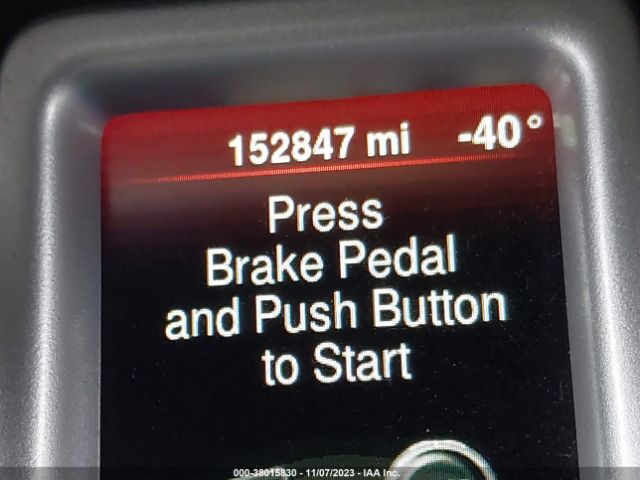 152847 mi -40°
Press
Brake Pedal
and Push Button
to Start
000-38015830 - 11/07/2023 - IAA Inc.